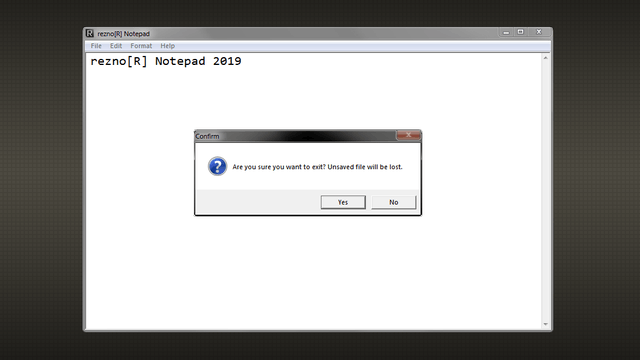 R rezno[R] Notepad
File Edit Format Help
rezno[R] Notepad 2019
Confirm
Are you sure you want to exit? Unsaved file will be lost.
Yes No